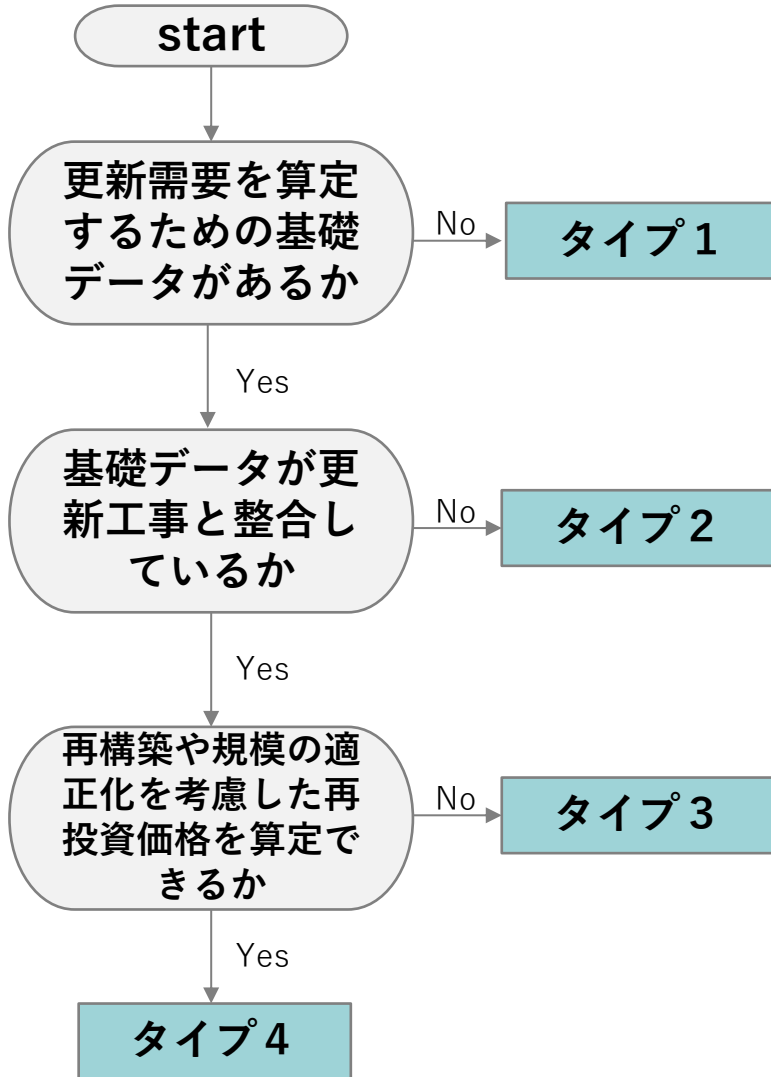 start
更新需要を算定
するための基礎
データがあるか
No
タイプ1
Yes
基礎データが更
新工事と整合し
ているか
No
タイプ2
Yes
再構築や規模の適
正化を考慮した再
投資価格を算定で
きるか
No
タイプ3
Yes
タイプ4